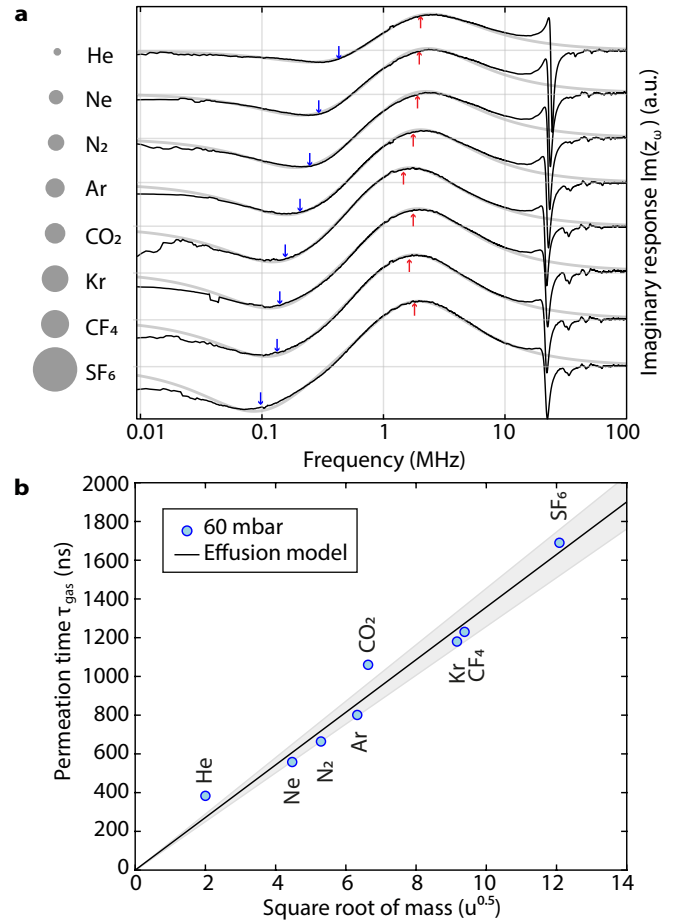 a
He
Ne
N₂
Ar
CO₂
Kr
CF₄
SF₆
Imaginary response Im(zω) (a.u.)
0.01 0.1 1 10 100
Frequency (MHz)
b
2000
1800
1600
1400
1200
1000
800
600
400
200
0
Permeation time τgas (ns)
60 mbar
Effusion model
He
Ne
N₂
Ar
CO₂
Kr
CF₄
SF₆
0 2 4 6 8 10 12 14
Square root of mass (u⁰·⁵)